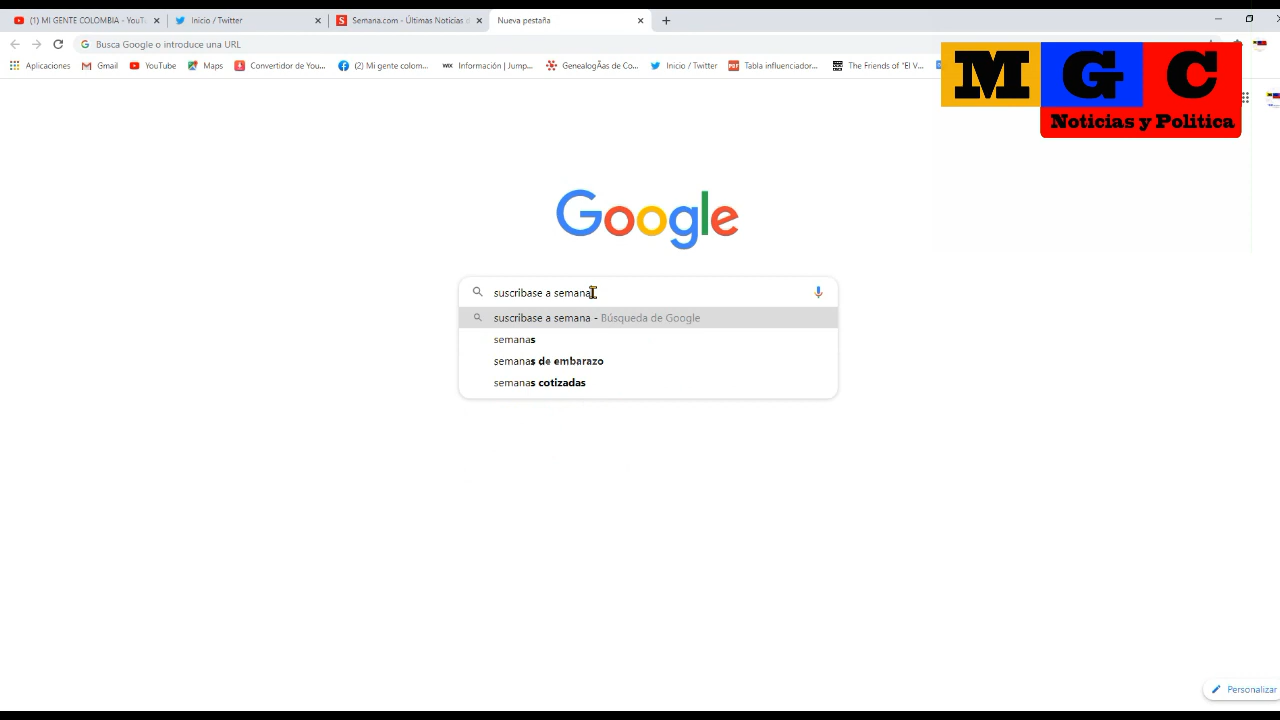 (1) MI GENTE COLOMBIA - YouT
Inicio / Twitter
Semana.com - Últimas Noticias d
Nueva pestaña
Busca Google o introduce una URL
Aplicaciones
Gmail
YouTube
Maps
Convertidor de You...
(2) Mi gente colom...
WIX Información | Jump...
GenealogÃas de Co...
Inicio / Twitter
PDF Tabla influenciador...
The Friends of "El V...
M G C
Noticias y Politica
Google
suscribase a semana
suscribase a semana - Búsqueda de Google
semanas
semanas de embarazo
semanas cotizadas
Personalizar